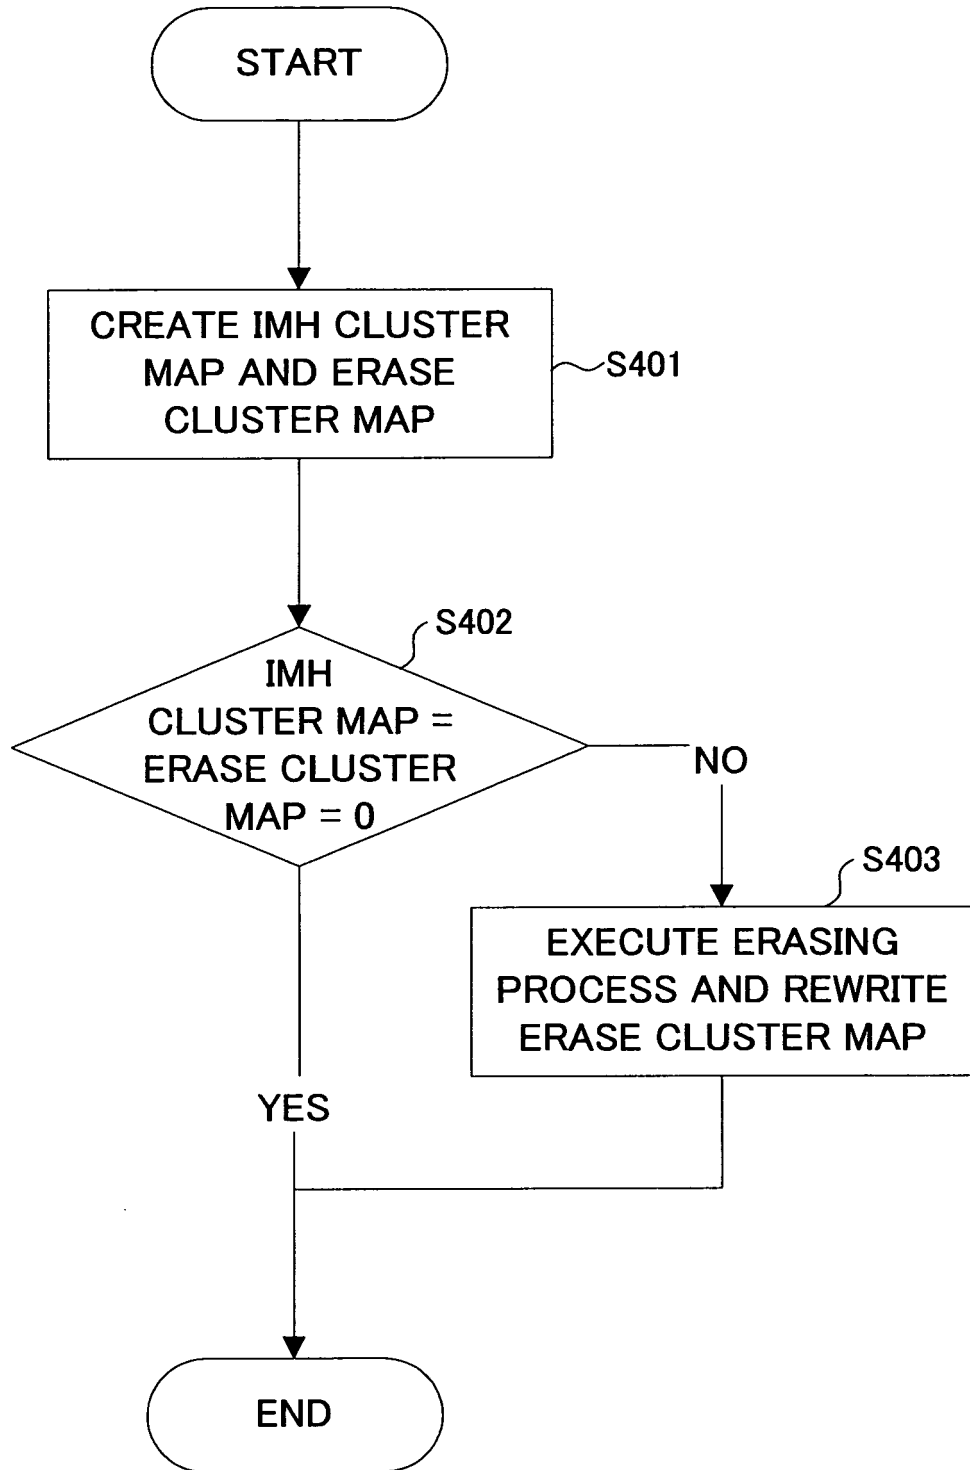 START
CREATE IMH CLUSTER
MAP AND ERASE
CLUSTER MAP
S401
S402
IMH
CLUSTER MAP =
ERASE CLUSTER
MAP = 0
NO
S403
EXECUTE ERASING
PROCESS AND REWRITE
ERASE CLUSTER MAP
YES
END